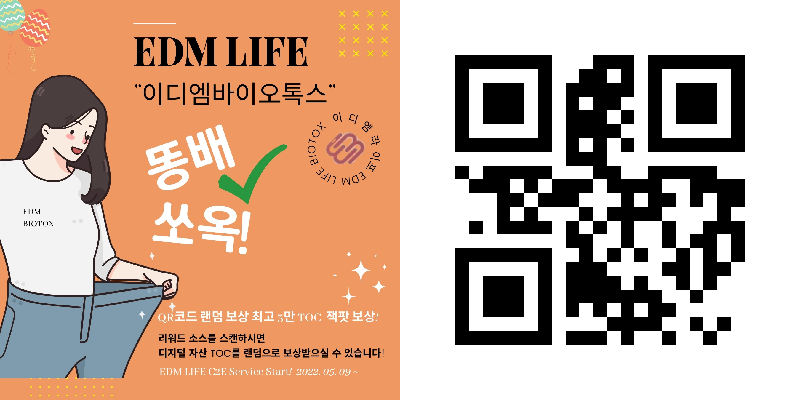 EDM LIFE
"이디엠바이오톡스"
이디엠라이프 EDM LIFE BIOTOX
똥배
쏘옥!
EDM
BIOTOX
QR코드 랜덤 보상 최고 5만 TOC 잭팟 보상!
리워드 소스를 스캔하시면
디지털 자산 TOC를 랜덤으로 보상받으실 수 있습니다!
EDM LIFE C2E Service Start! 2022. 05. 09 ~